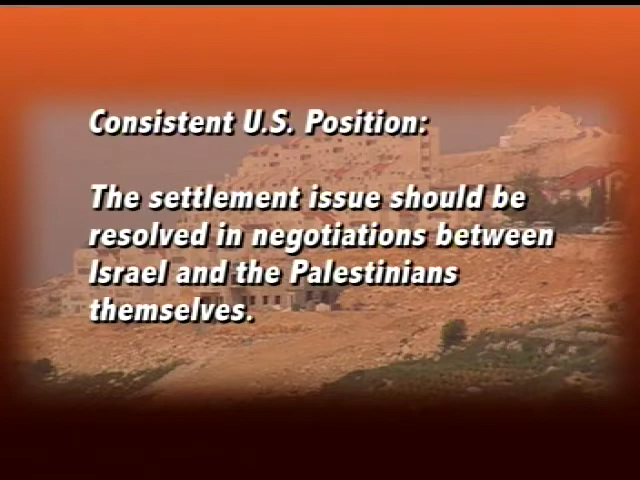 Consistent U.S. Position:
The settlement issue should be
resolved in negotiations between
Israel and the Palestinians
themselves.